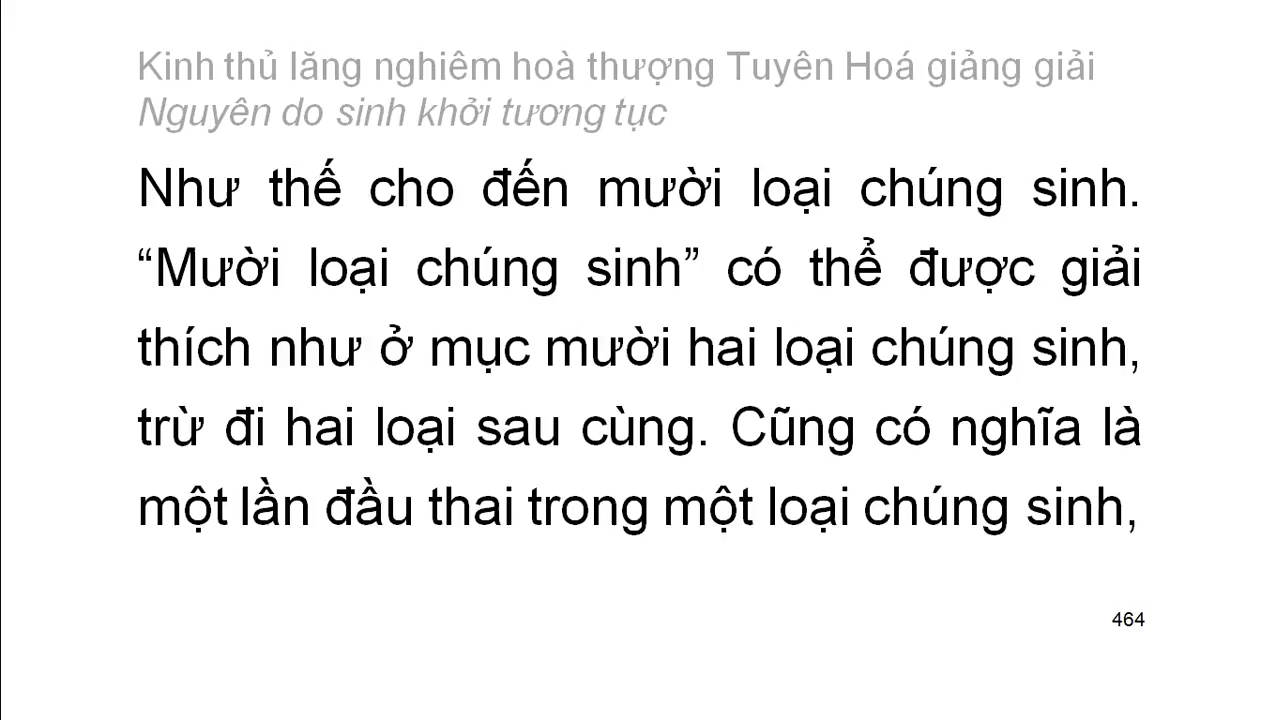 Kinh thủ lăng nghiêm hoà thượng Tuyên Hoá giảng giải
Nguyên do sinh khởi tương tục
Như thế cho đến mười loại chúng sinh.
“Mười loại chúng sinh” có thể được giải
thích như ở mục mười hai loại chúng sinh,
trừ đi hai loại sau cùng. Cũng có nghĩa là
một lần đầu thai trong một loại chúng sinh,
464